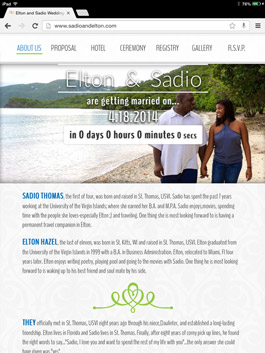 iPad
76%
Elton and Sadio Wedding
www.sadioandelton.com
ABOUT US PROPOSAL HOTEL CEREMONY REGISTRY GALLERY R.S.V.P.
Elton & Sadio
are getting married on...
4.18.2014
in 0 days 0 hours 0 minutes 0 secs
SADIO THOMAS, the first of four, was born and raised in St. Thomas, USVI. Sadio has spent the past 7 years
working at the University of the Virgin Islands; where she earned her B.A. and M.P.A. Sadio enjoys,movies, spending
time with the people she loves-especially Elton ;) and traveling. One thing she is most looking forward to is having a
permanent travel companion in Elton.
ELTON HAZEL, the last of eleven, was born in St. Kitts, WI and raised in St. Thomas, USVI. Elton graduated from
the University of the Virgin Islands in 1999 with a B.A. in Business Administration. Elton, relocated to Miami, Fl four
years later. Elton enjoys writing poetry, playing pool and going to the movies with Sadio. One thing he is most looking
forward to is waking up to his best friend and soul mate by his side.
THEY officially met in St. Thomas, USVI eight years ago through his niece, and established a long-lasting
friendship. Elton lives in Florida and Sadio lives in St. Thomas. Finally, after eight years of cozy pick up lines, he found
the right words to say..."Sadio, I love you and want to spend the rest of my life with you"...the only answer she could
have given was "yes".